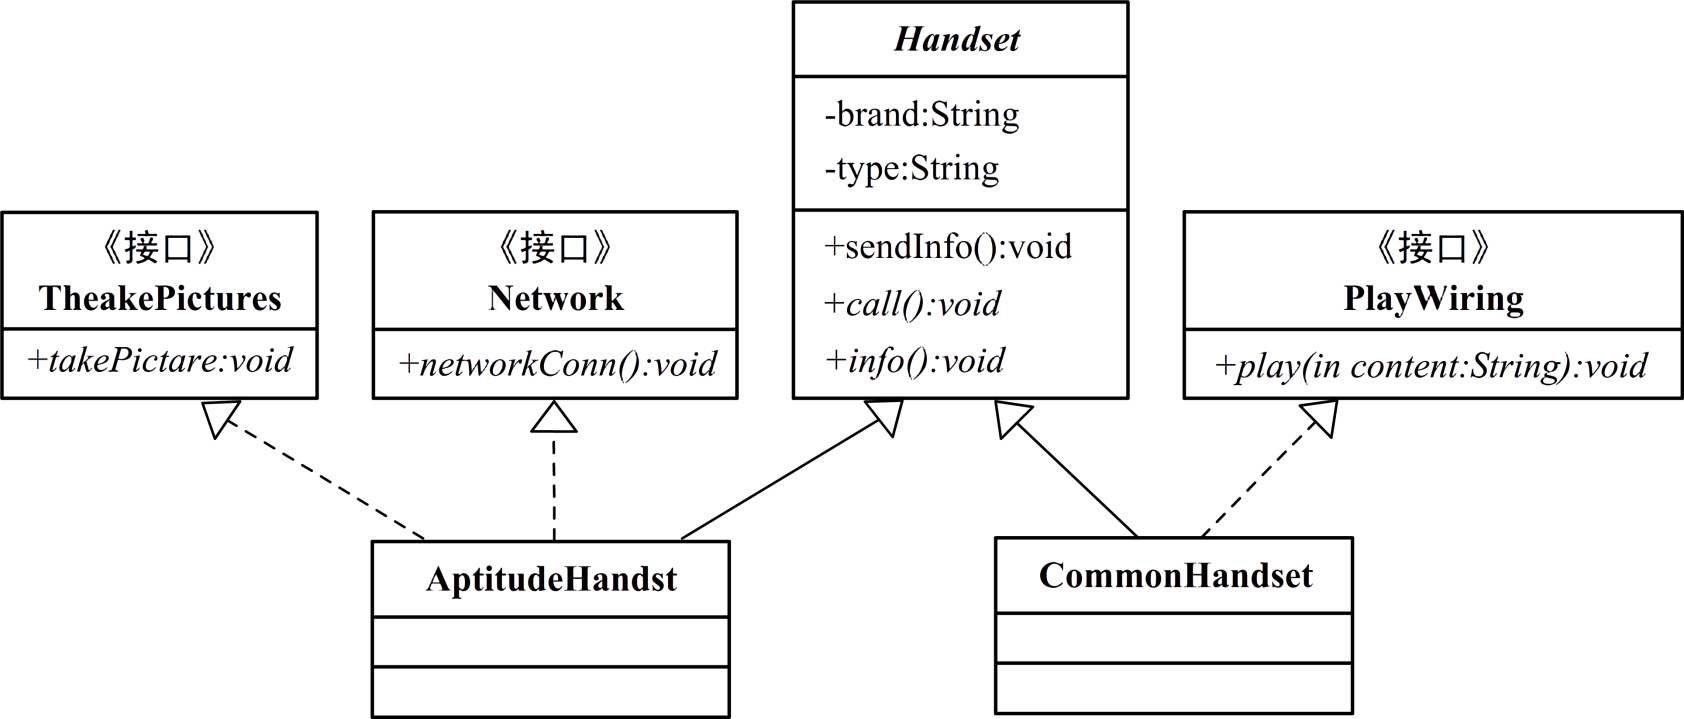 Handset
-brand:String
-type:String
+sendInfo():void
+call():void
+info():void
《接口》
TheakePictures
+takePictare:void
《接口》
Network
+networkConn():void
《接口》
PlayWiring
+play(in content:String):void
AptitudeHandst
CommonHandset